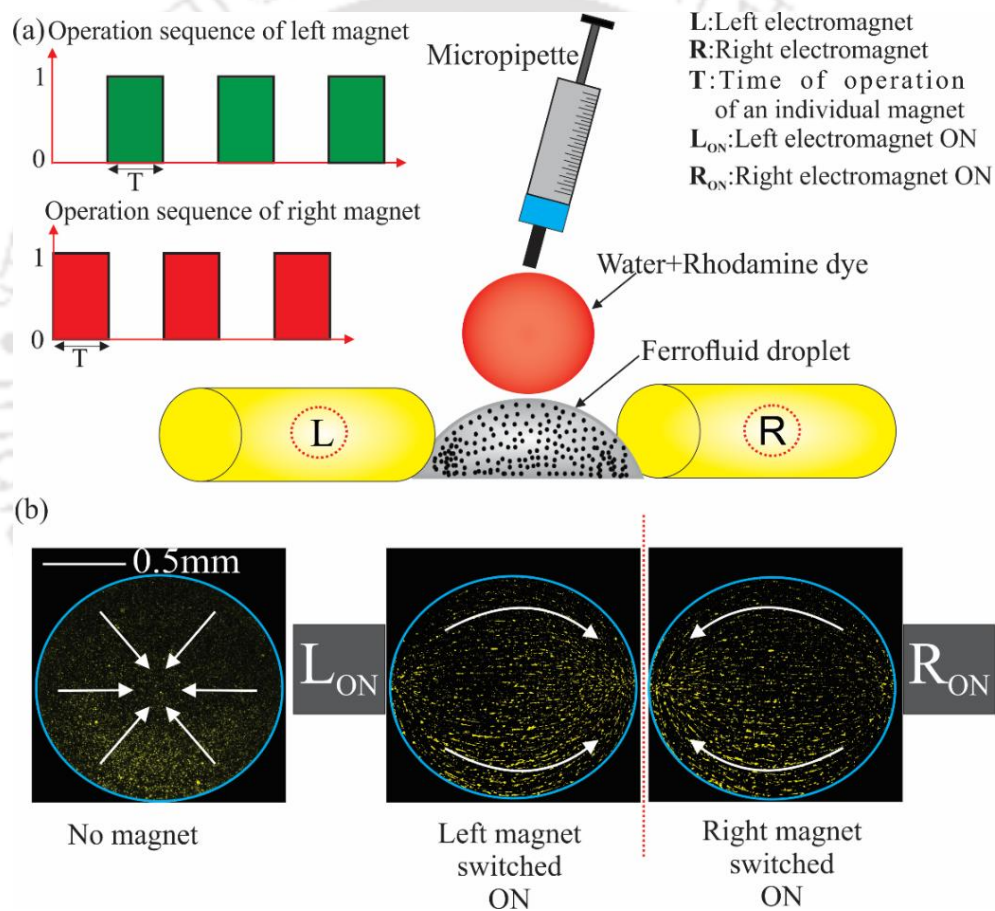 (a)
Operation sequence of left magnet
1
0
T
Operation sequence of right magnet
1
0
T
Micropipette
L:Left electromagnet
R:Right electromagnet
T:Time of operation
of an individual magnet
LON:Left electromagnet ON
RON:Right electromagnet ON
Water+Rhodamine dye
Ferrofluid droplet
L
R
(b)
0.5mm
LON
RON
No magnet
Left magnet
switched
ON
Right magnet
switched
ON